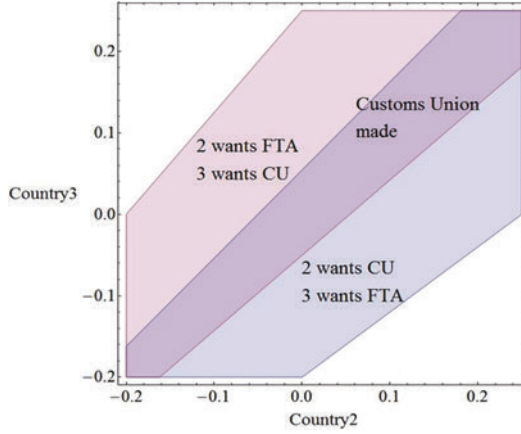 0.2
Customs Union
made
0.1
2 wants FTA
3 wants CU
Country3
0.0
2 wants CU
3 wants FTA
−0.1
−0.2
−0.2 −0.1 0.0 0.1 0.2
Country2